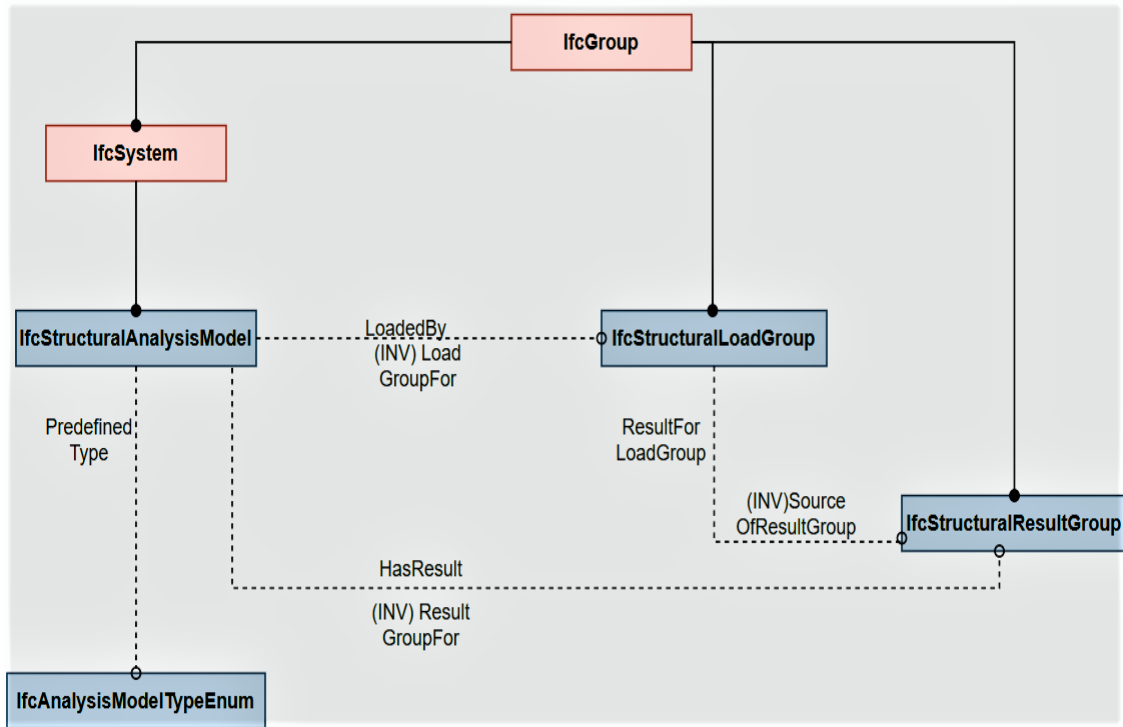 IfcGroup
IfcSystem
IfcStructuralAnalysisModel
LoadedBy
(INV) Load
GroupFor
IfcStructuralLoadGroup
Predefined
Type
ResultFor
LoadGroup
(INV)Source
OfResultGroup
IfcStructuralResultGroup
HasResult
(INV) Result
GroupFor
IfcAnalysisModelTypeEnum